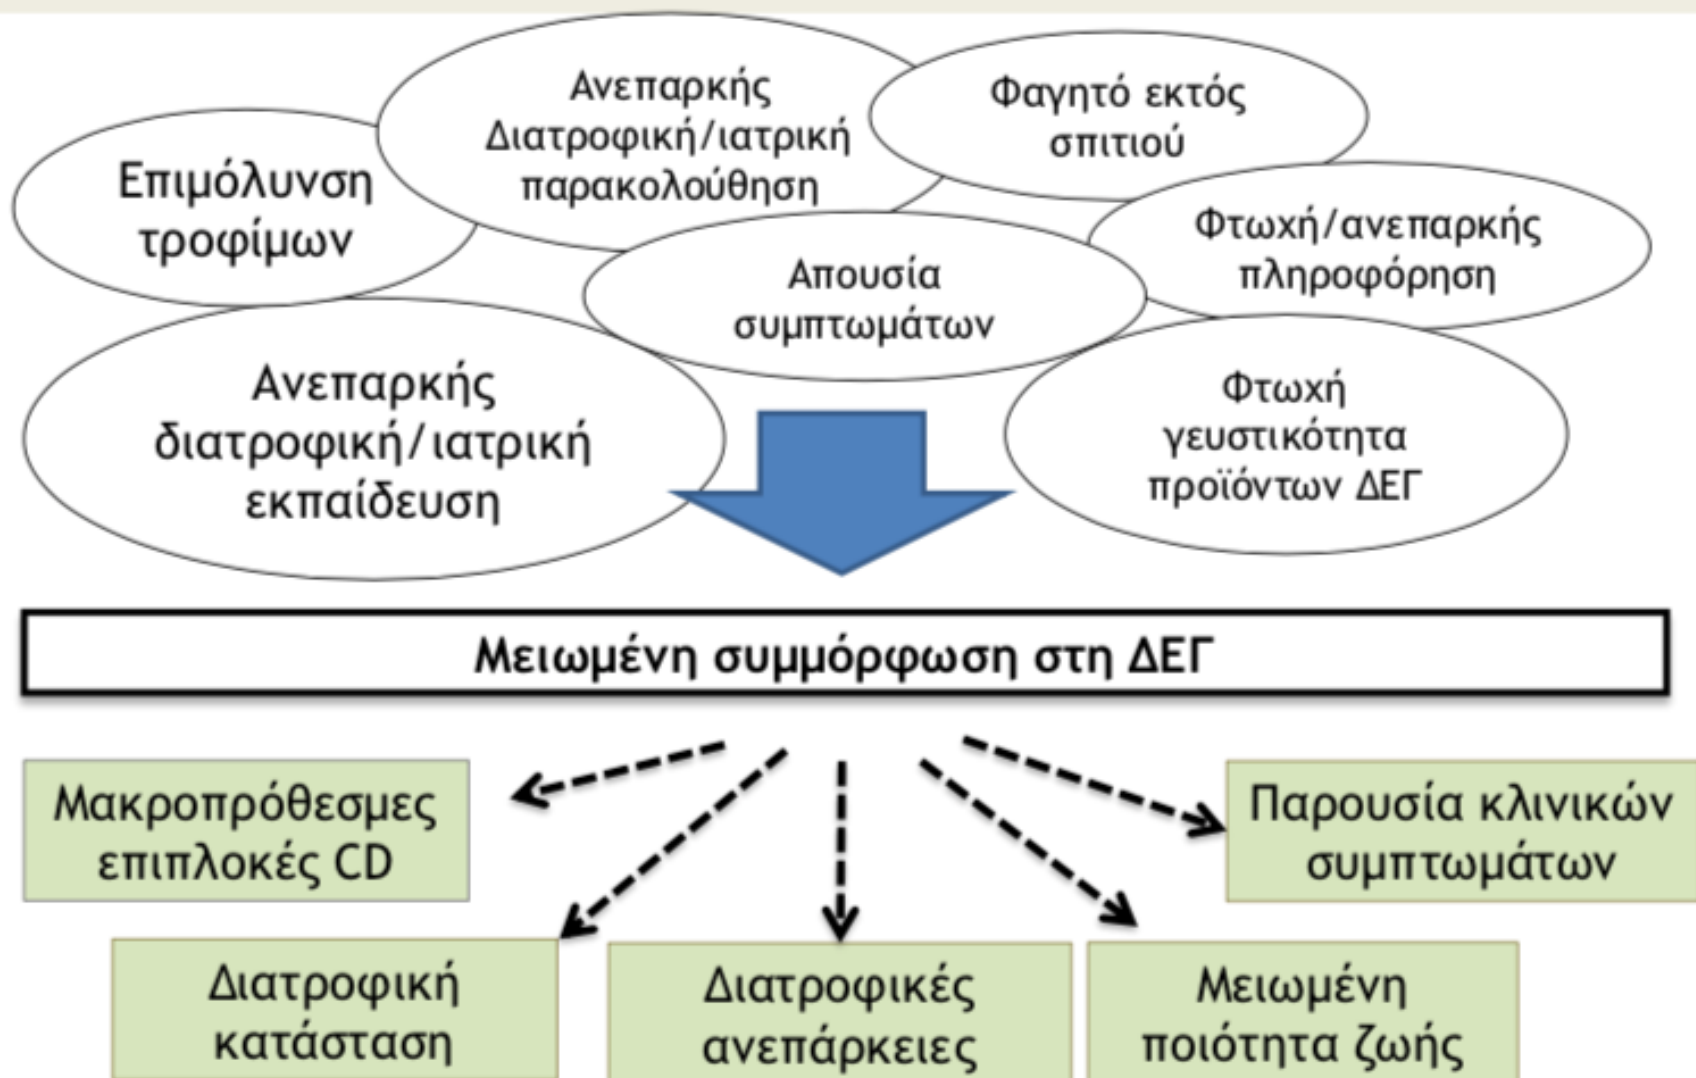 Ανεπαρκής
Διατροφική/ιατρική
παρακολούθηση
Φαγητό εκτός
σπιτιού
Επιμόλυνση
τροφίμων
Φτωχή/ανεπαρκής
πληροφόρηση
Απουσία
συμπτωμάτων
Ανεπαρκής
διατροφική/ιατρική
εκπαίδευση
Φτωχή
γευστικότητα
προϊόντων ΔΕΓ
Μειωμένη συμμόρφωση στη ΔΕΓ
Μακροπρόθεσμες
επιπλοκές CD
Παρουσία κλινικών
συμπτωμάτων
Διατροφική
κατάσταση
Διατροφικές
ανεπάρκειες
Μειωμένη
ποιότητα ζωής